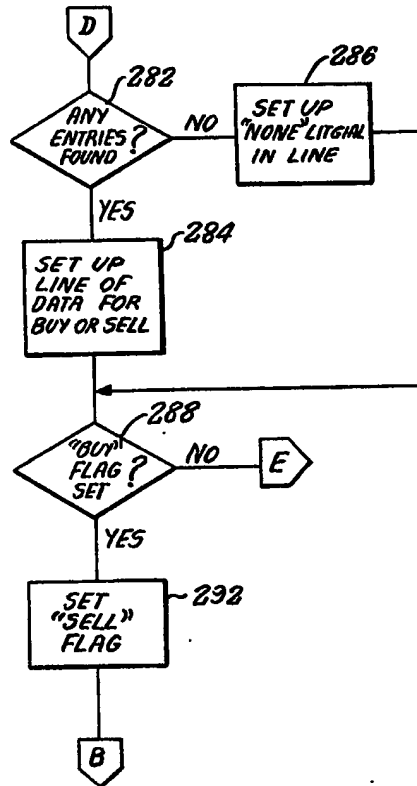 D
282
ANY
ENTRIES
FOUND?
NO
286
SET UP
"NONE" LITGIAL
IN LINE
YES
284
SET UP
LINE OF
DATA FOR
BUY OR SELL
288
"BUY"
FLAG
SET?
NO
E
YES
292
SET
"SELL"
FLAG
B